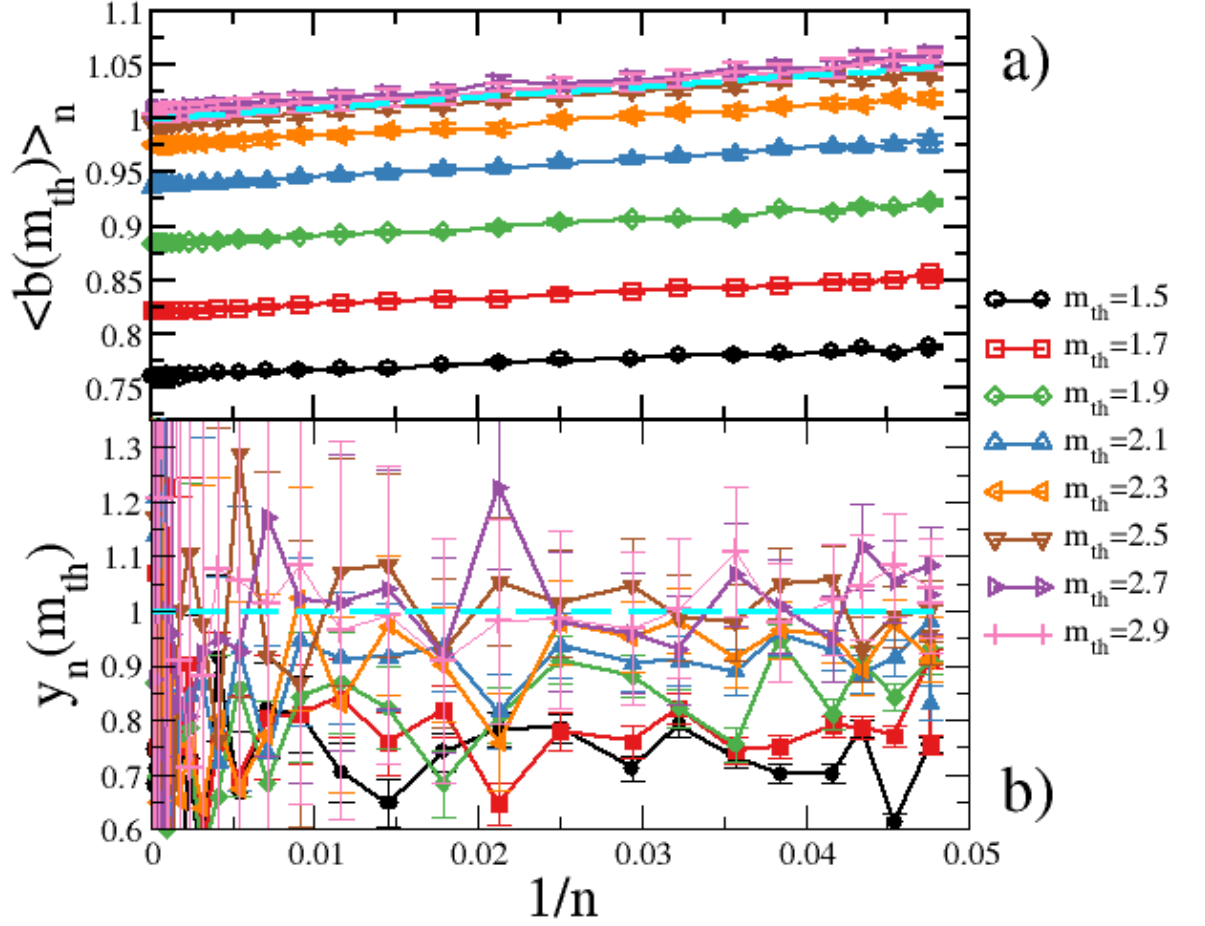 1.1
1.05
1
0.95
0.9
0.85
0.8
0.75
<b(m_th)>_n
a)
1.3
1.2
1.1
1
0.9
0.8
0.7
0.6
y_n(m_th)
b)
0 0.01 0.02 0.03 0.04 0.05
1/n
m_th=1.5
m_th=1.7
m_th=1.9
m_th=2.1
m_th=2.3
m_th=2.5
m_th=2.7
m_th=2.9